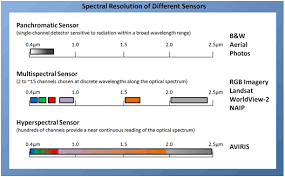 Spectral Resolution of Different Sensors
Panchromatic Sensor
(single-channel detector sensitive to radiation within a broad wavelength range)
0.4µm 1.0 1.5 2.0 2.5µm
B&W
Aerial
Photos
Multispectral Sensor
(2 to ~15 channels chosen at discrete wavelengths along the optical spectrum)
0.4µm 1.0 1.5 2.0 2.5µm
RGB Imagery
Landsat
WorldView-2
NAIP
Hyperspectral Sensor
(Hundreds of channels provide a near continuous reading of the optical spectrum)
0.4µm 1.0 1.5 2.0 2.5µm
AVIRIS